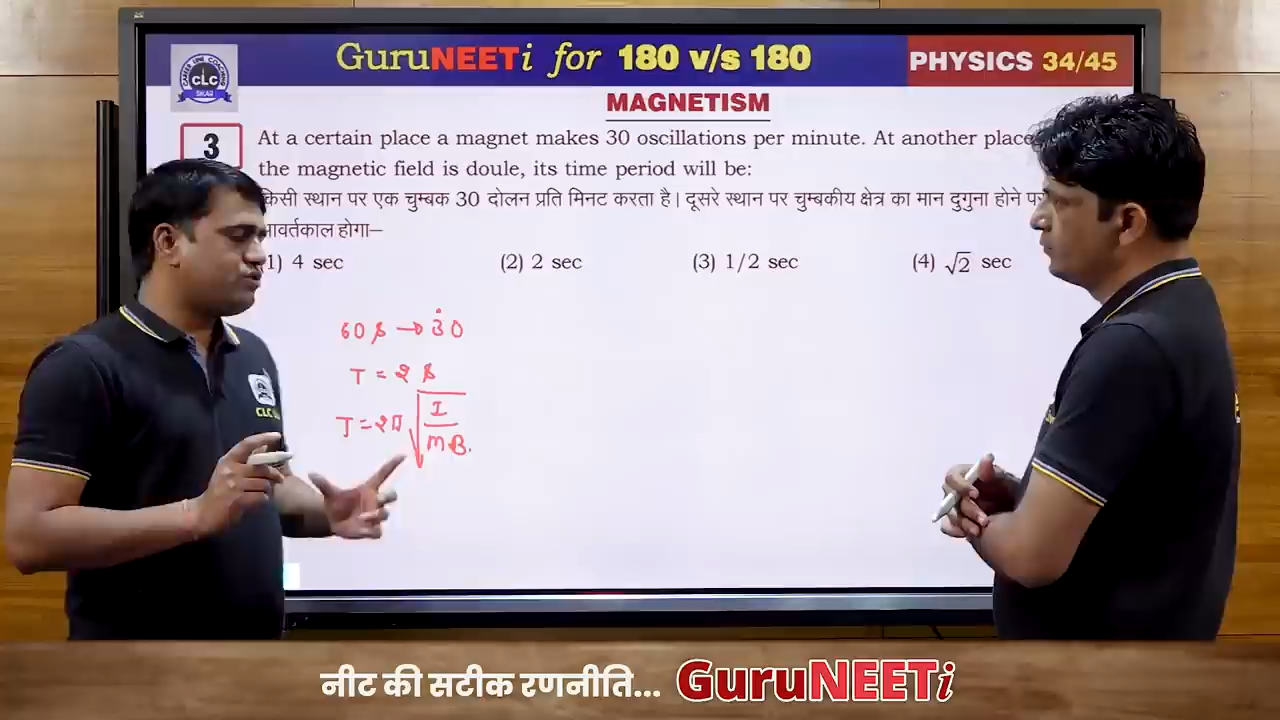 GuruNEETi for 180 v/s 180
PHYSICS 34/45
CLC
SIKAR
MAGNETISM
3
At a certain place a magnet makes 30 oscillations per minute. At another place
the magnetic field is doule, its time period will be:
किसी स्थान पर एक चुम्बक 30 दोलन प्रति मिनट करता है। दूसरे स्थान पर चुम्बकीय क्षेत्र का मान दुगुना होने पर
आवर्तकाल होगा–
1) 4 sec (2) 2 sec (3) 1/2 sec (4) √2 sec
60 s → 30
T = 2 s
T = 2π √(I/MB).
CLC
नीट की सटीक रणनीति... GuruNEETi